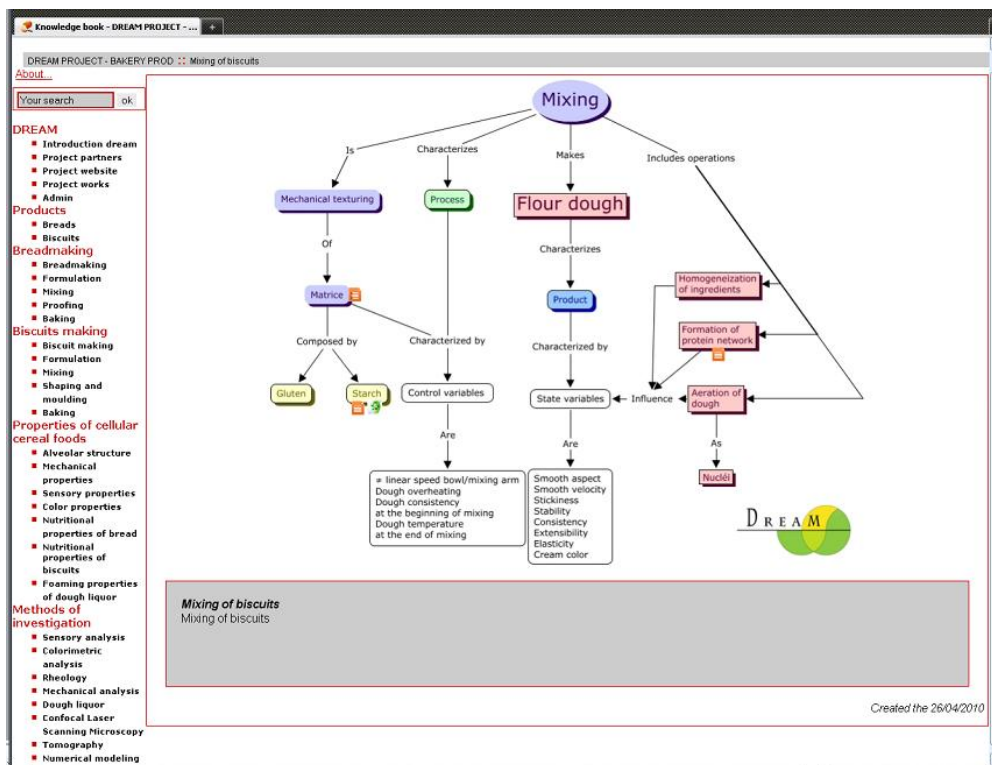 Knowledge book - DREAM PROJECT - ...
+
DREAM PROJECT - BAKERY PROD :: Mixing of biscuits
About...
Your search
ok
DREAM
Introduction dream
Project partners
Project website
Project works
Admin
Products
Breads
Biscuits
Breadmaking
Breadmaking
Formulation
Mixing
Proofing
Baking
Biscuits making
Biscuit making
Formulation
Mixing
Shaping and
moulding
Baking
Properties of cellular
cereal foods
Alveolar structure
Mechanical
properties
Sensory properties
Color properties
Nutritional
properties of bread
Nutritional
properties of
biscuits
Foaming properties
of dough liquor
Methods of
investigation
Sensory analysis
Colorimetric
analysis
Rheology
Mechanical analysis
Dough liquor
Confocal Laser
Scanning Microscopy
Tomography
Numerical modeling
Mixing
Is
Characterizes
Makes
Includes operations
Mechanical texturing
Process
Flour dough
Of
Characterizes
Matrice
Product
Homogeneization
of ingredients
Formation of
protein network
Composed by
Characterized by
Characterized by
Gluten
Starch
Control variables
State variables
Influence
Aeration of
dough
Are
Are
As
≠ linear speed bowl/mixing arm
Dough overheating
Dough consistency
at the beginning of mixing
Dough temperature
at the end of mixing
Smooth aspect
Smooth velocity
Stickiness
Stability
Consistency
Extensibility
Elasticity
Cream color
Nucléi
DREAM
Mixing of biscuits
Mixing of biscuits
Created the 26/04/2010